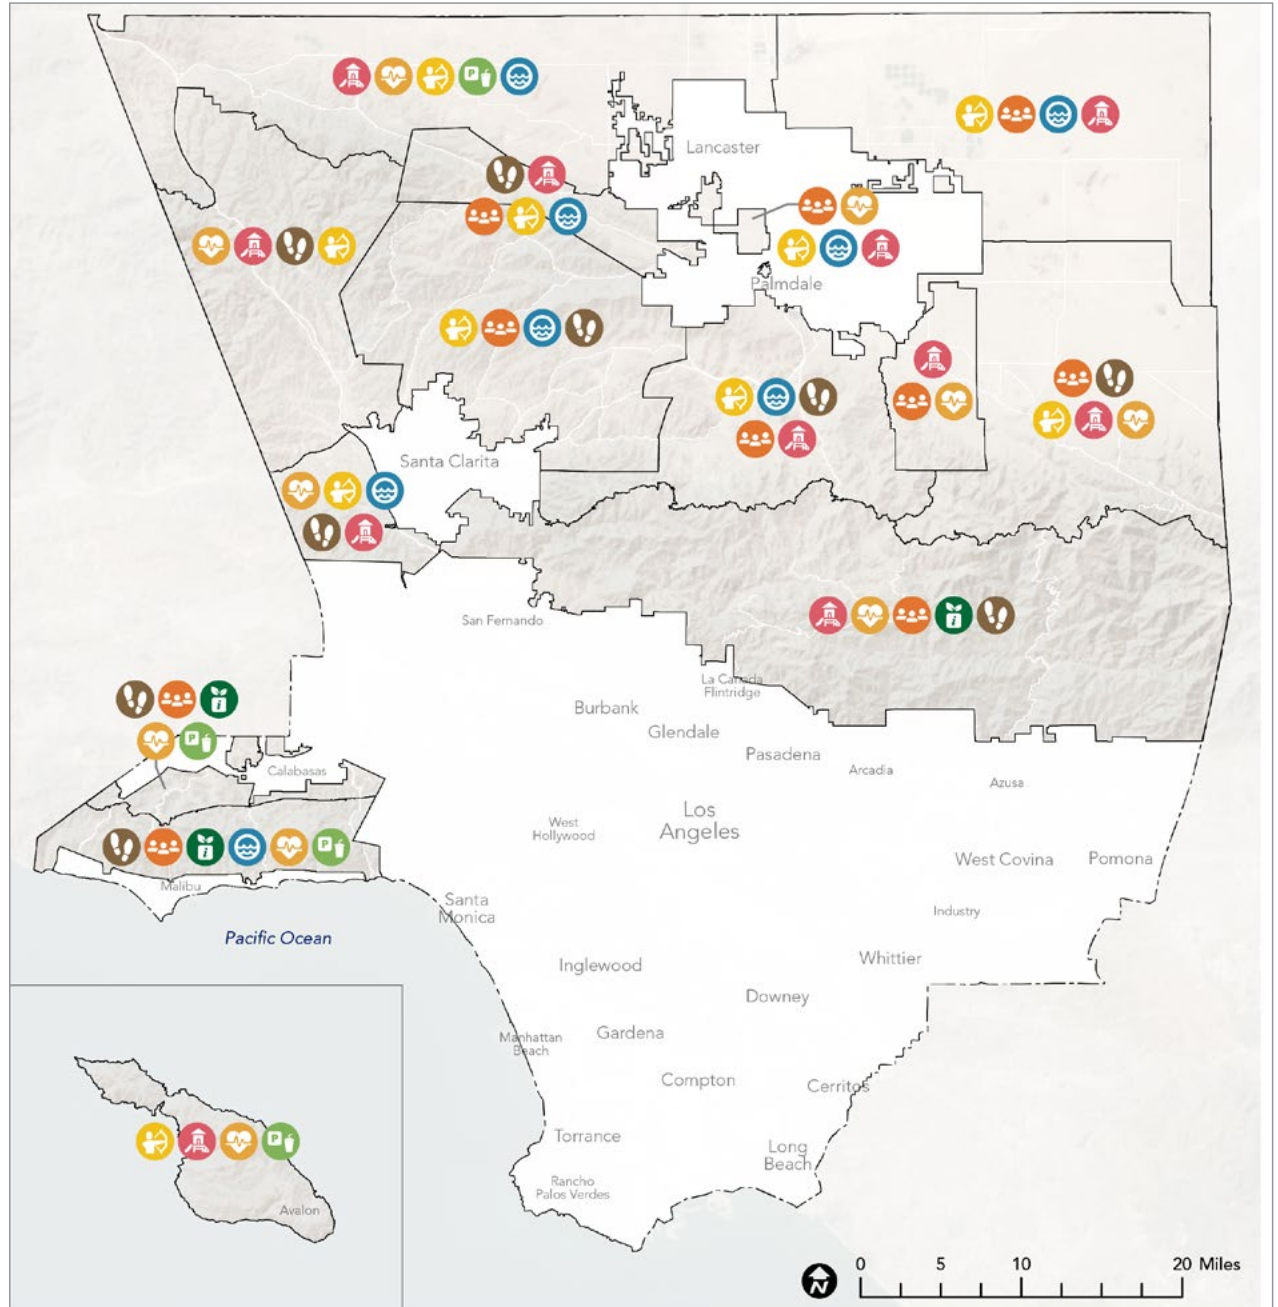 Lancaster
Palmdale
Santa Clarita
San Fernando
La Canada
Flintridge
Burbank
Glendale
Pasadena
Arcadia
Azusa
Calabasas
Los
Angeles
West
Hollywood
West Covina
Pomona
Malibu
Santa
Monica
Industry
Pacific Ocean
Whittier
Inglewood
Downey
Manhattan
Beach
Gardena
Compton
Cerritos
Torrance
Long
Beach
Rancho
Palos Verdes
Avalon
P
i
P
i
P
P
N
0 5 10 20 Miles